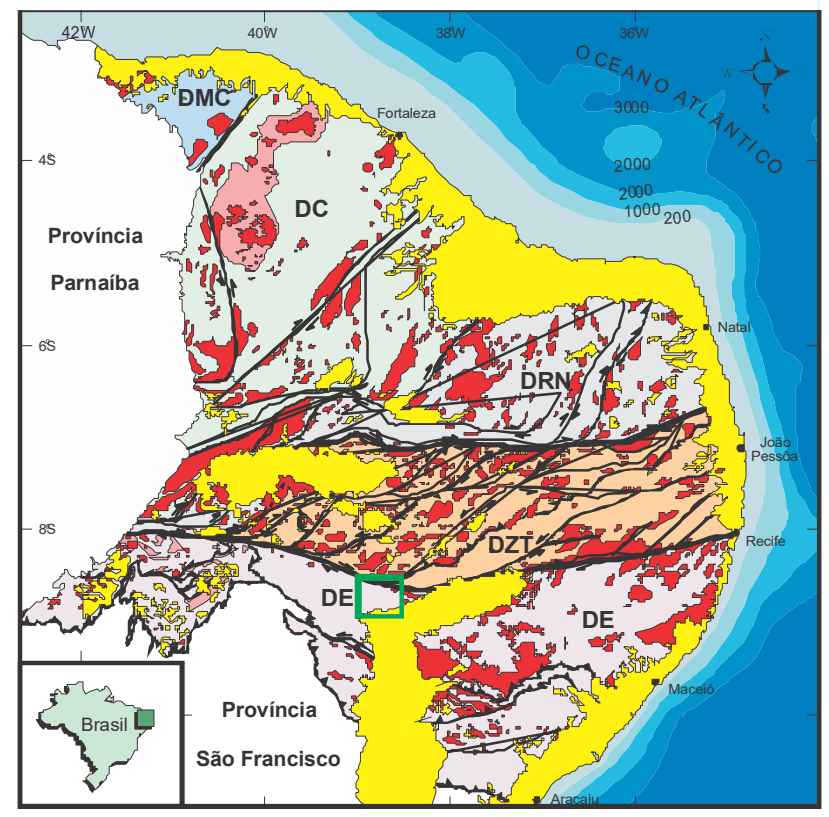 42W
40W
38W
36W
OCEANO ATLÂNTICO
N
W
E
S
3000
2000
2000
1000
200
DMC
Fortaleza
4S
DC
Província
Parnaíba
Natal
6S
DRN
João
Pessôa
8S
DZT
Recife
DE
DE
Maceió
Brasil
Província
São Francisco
Aracaju